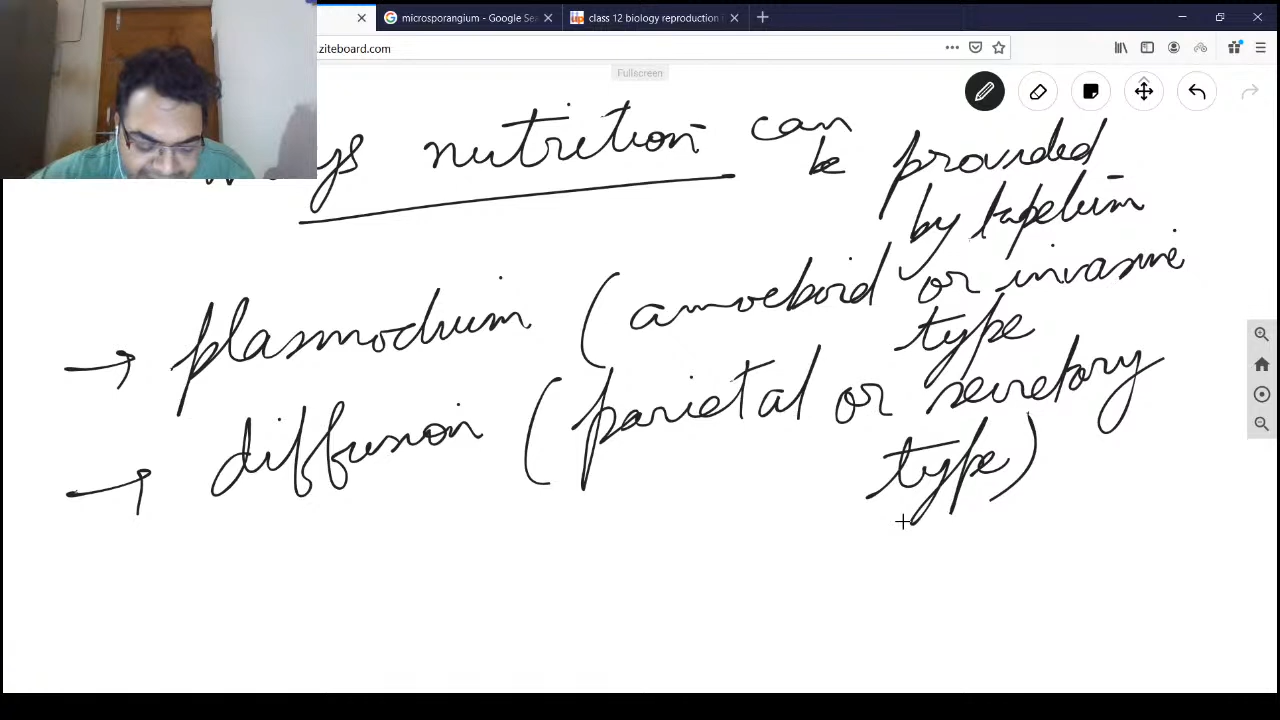 microsporangium - Google Se
class 12 biology reproduction
.ziteboard.com
Fullscreen
ys nutrition can
be provided
by tapetum
→ plasmodium (amoeboid or invasive
type
→ diffusion (parietal or secretory
type)